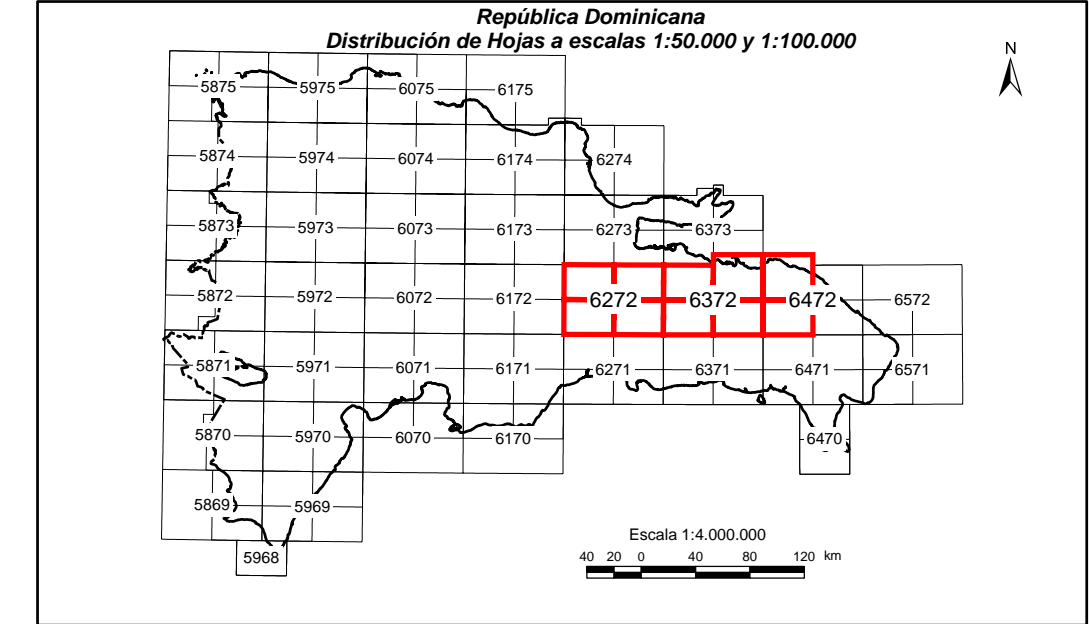 República Dominicana
Distribución de Hojas a escalas 1:50.000 y 1:100.000
N
5875 5975 6075 6175
5874 5974 6074 6174 6274
5873 5973 6073 6173 6273 6373
5872 5972 6072 6172 6272 6372 6472 6572
5871 5971 6071 6171 6271 6371 6471 6571
5870 5970 6070 6170 6470
5869 5969
5968
Escala 1:4.000.000
40 20 0 40 80 120 km